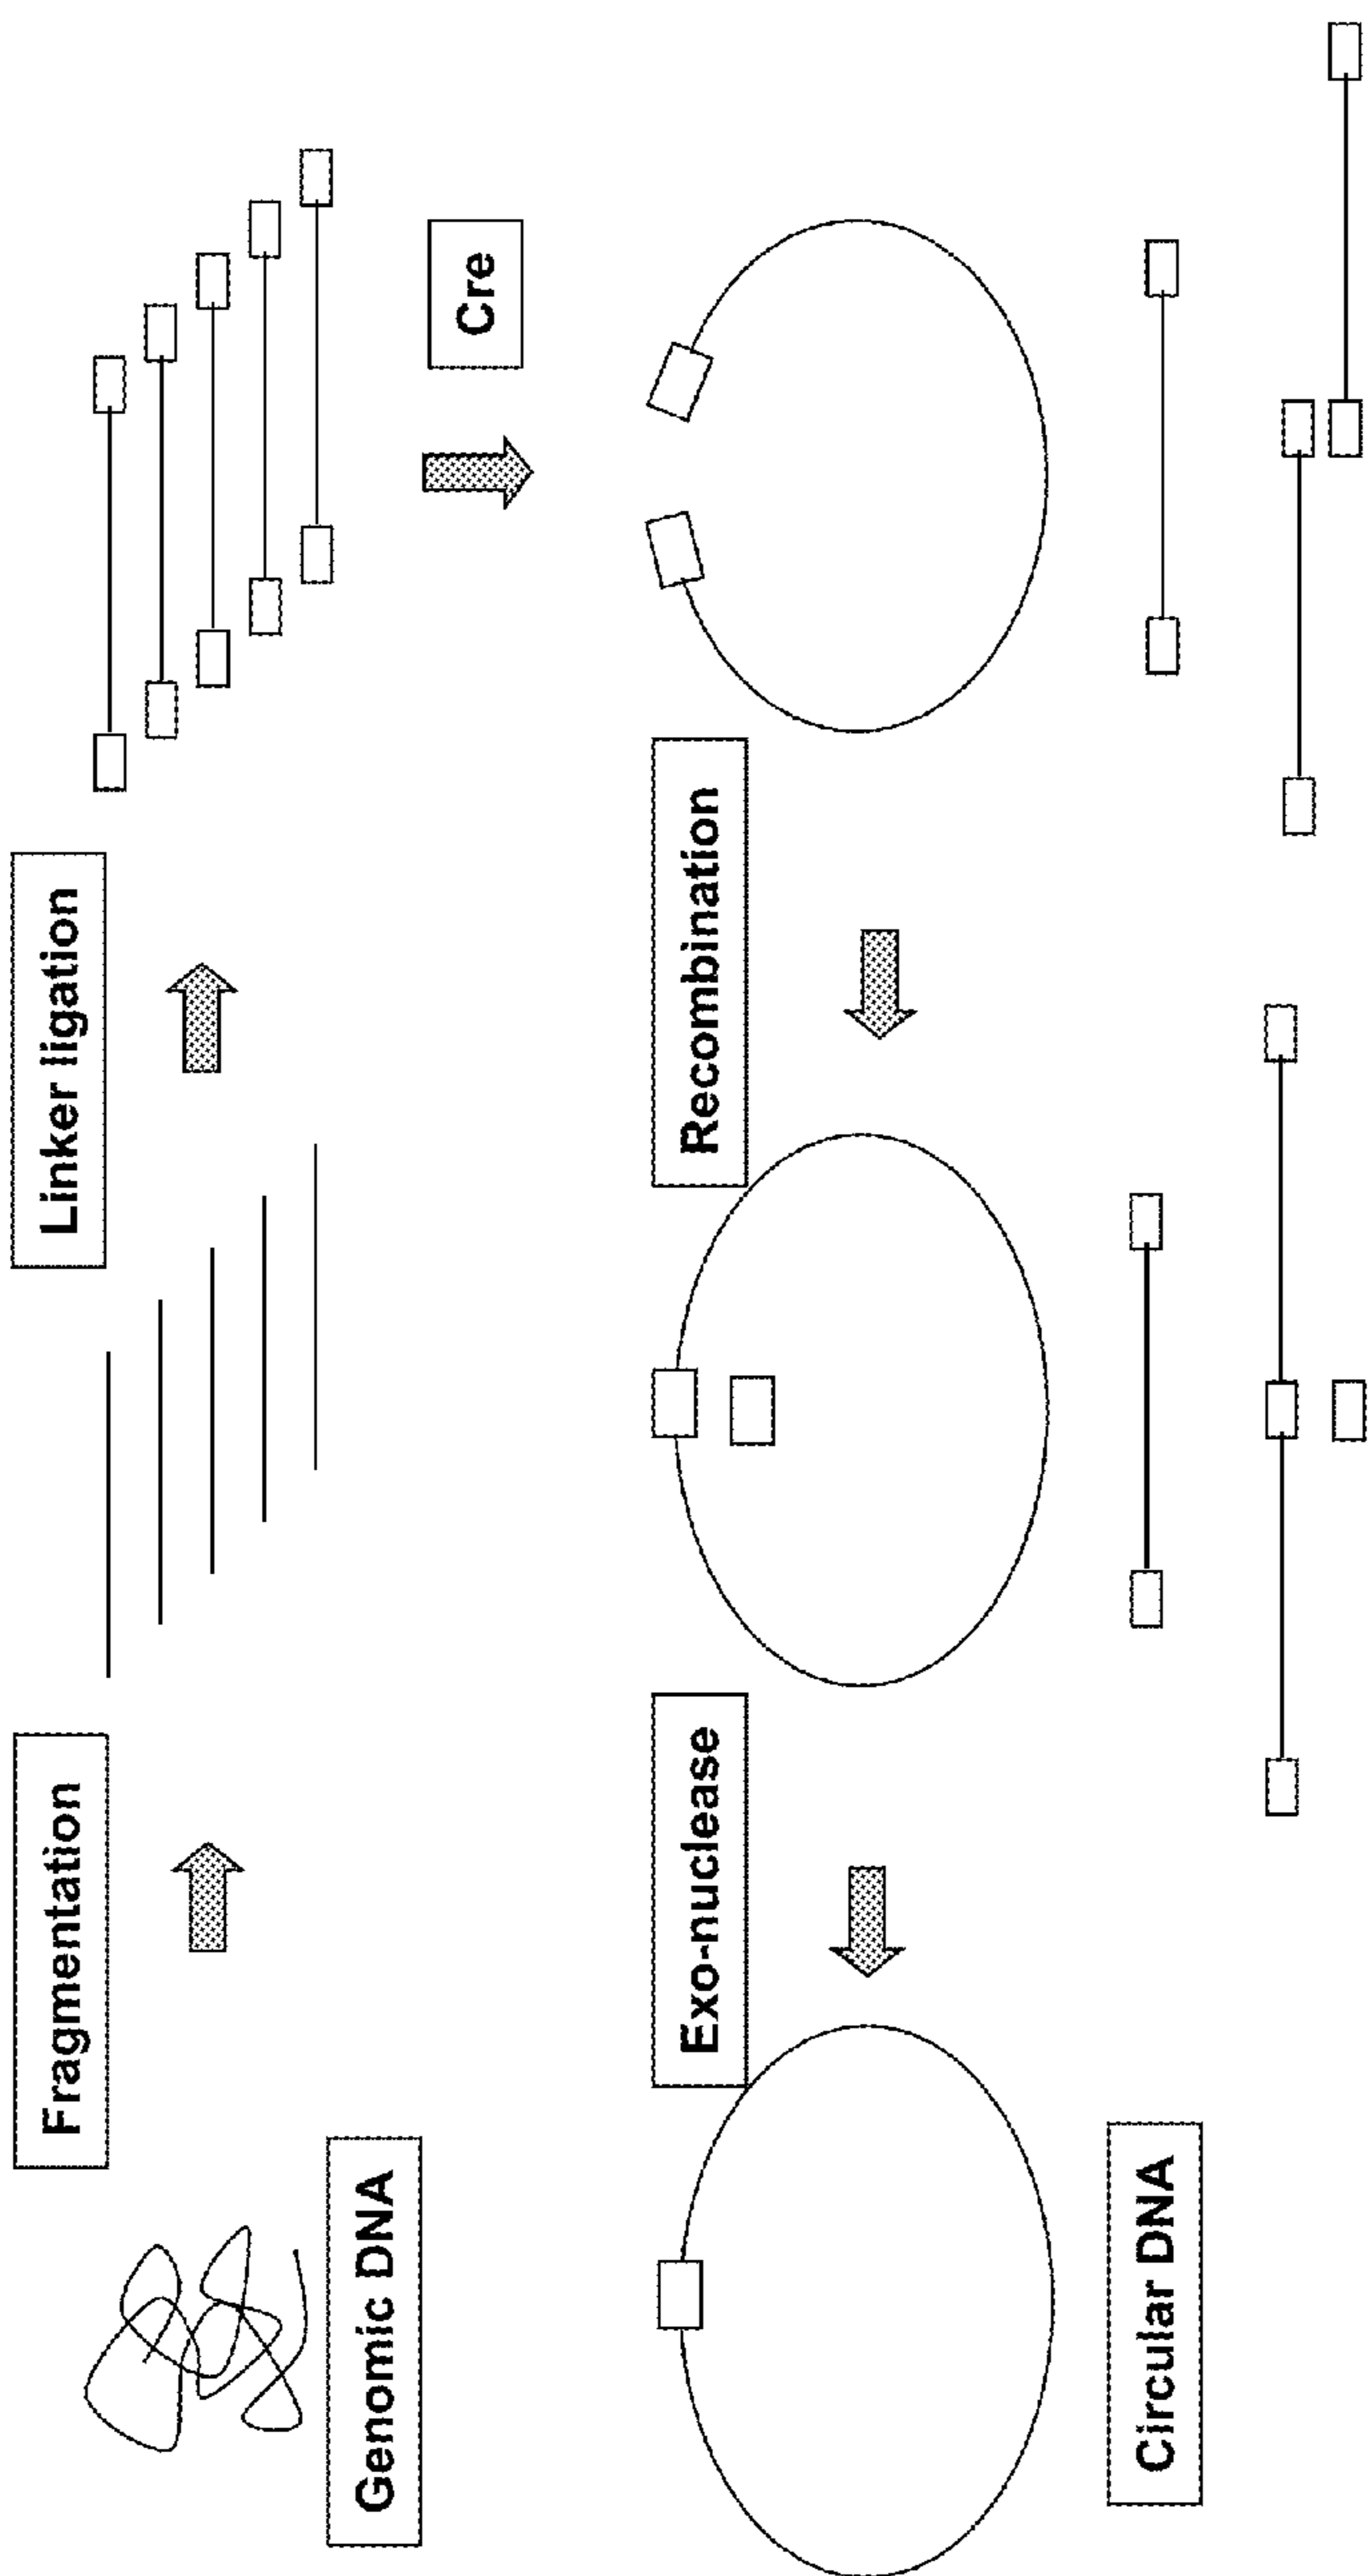 Fragmentation
Linker ligation
Genomic DNA
Cre
Exo-nuclease
Recombination
Circular DNA